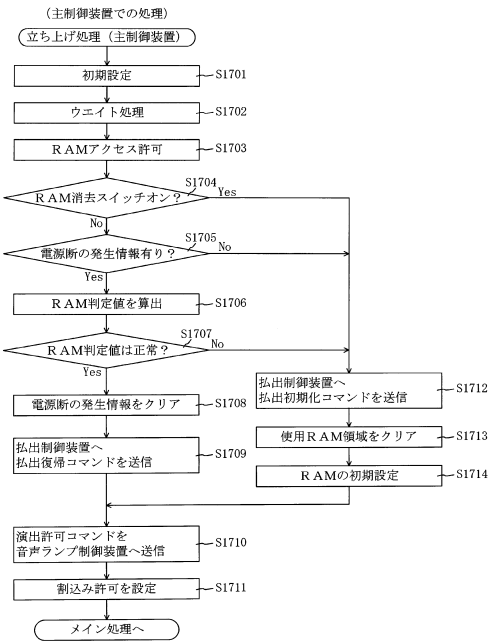 (主制御装置での処理)
立ち上げ処理(主制御装置)
初期設定
S1701
ウエイト処理
S1702
RAMアクセス許可
S1703
RAM消去スイッチオン?
S1704
Yes
No
電源断の発生情報有り?
S1705
No
Yes
RAM判定値を算出
S1706
RAM判定値は正常?
S1707
No
Yes
電源断の発生情報をクリア
S1708
払出制御装置へ
払出復帰コマンドを送信
S1709
払出制御装置へ
払出初期化コマンドを送信
S1712
使用RAM領域をクリア
S1713
RAMの初期設定
S1714
演出許可コマンドを
音声ランプ制御装置へ送信
S1710
割込み許可を設定
S1711
メイン処理へ